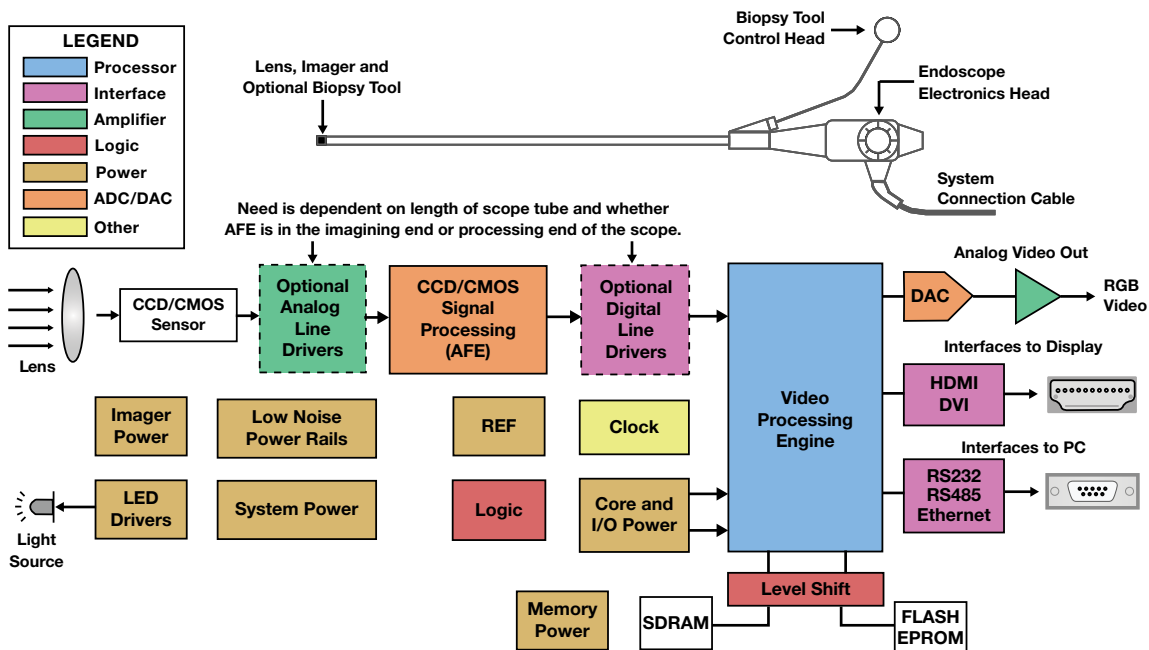 LEGEND
Processor
Interface
Amplifier
Logic
Power
ADC/DAC
Other
Biopsy Tool
Control Head
Lens, Imager and
Optional Biopsy Tool
Endoscope
Electronics Head
System
Connection Cable
Need is dependent on length of scope tube and whether
AFE is in the imagining end or processing end of the scope.
Lens
CCD/CMOS
Sensor
Optional
Analog
Line
Drivers
CCD/CMOS
Signal
Processing
(AFE)
Optional
Digital
Line
Drivers
Video
Processing
Engine
Analog Video Out
DAC
RGB
Video
Interfaces to Display
HDMI
DVI
Interfaces to PC
RS232
RS485
Ethernet
Imager
Power
Low Noise
Power Rails
REF
Clock
Light
Source
LED
Drivers
System Power
Logic
Core and
I/O Power
Level Shift
Memory
Power
SDRAM
FLASH
EPROM